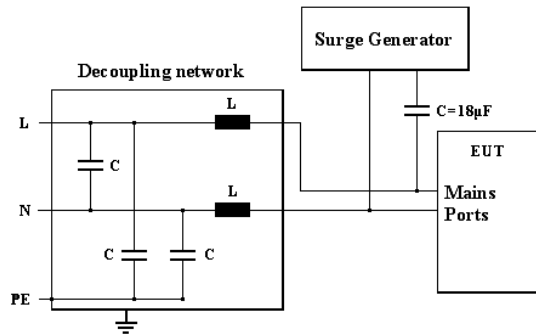 Surge Generator
Decoupling network
L
L
C=18µF
C
EUT
L
Mains
N
Ports
C
C
PE